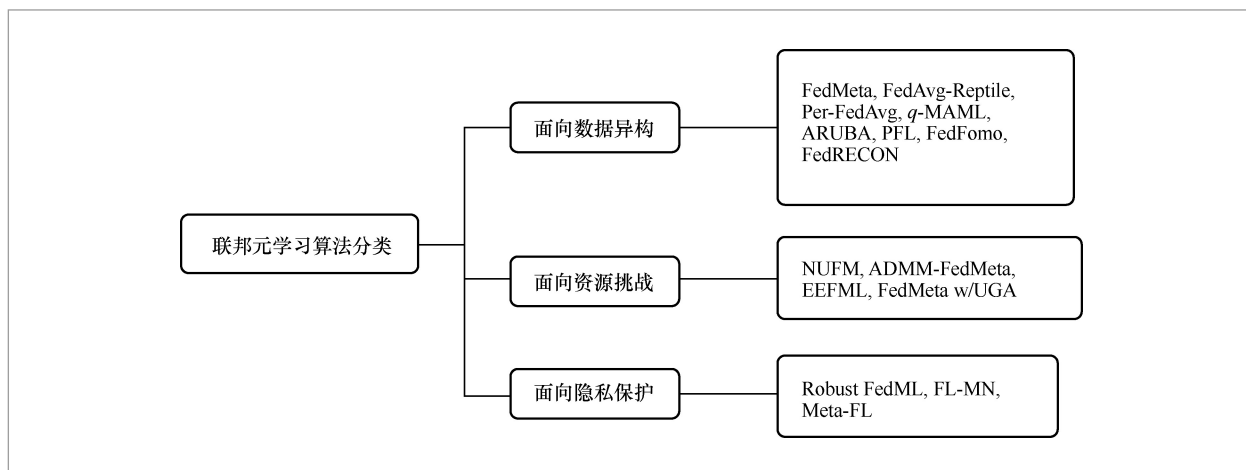 联邦元学习算法分类
面向数据异构
FedMeta, FedAvg-Reptile,
Per-FedAvg, q-MAML,
ARUBA, PFL, FedFomo,
FedRECON
面向资源挑战
NUFM, ADMM-FedMeta,
EEFML, FedMeta w/UGA
面向隐私保护
Robust FedML, FL-MN,
Meta-FL